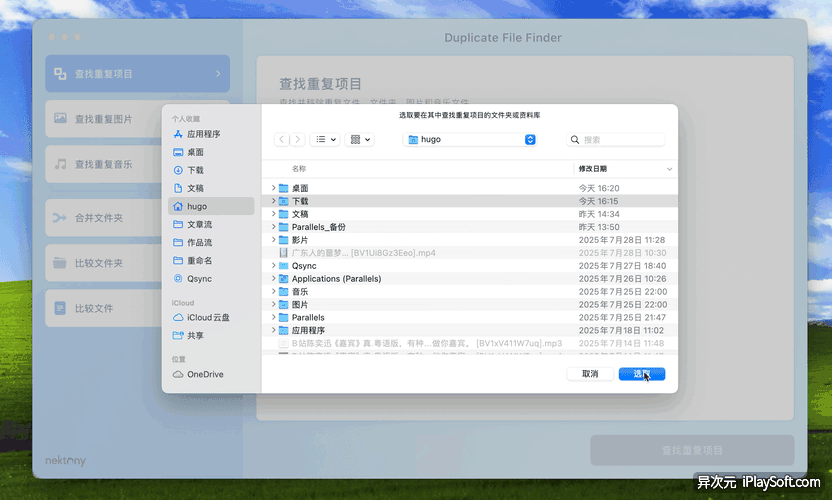 Duplicate File Finder
查找重复项目
查找重复图片
查找重复音乐
合并文件夹
比较文件夹
比较文件
nektony
查找重复项目
查找并移除重复文件、文件夹、图片和音乐文件
选取要在其中查找重复项目的文件夹或资料库
hugo
搜索
个人收藏
应用程序
桌面
下载
文稿
hugo
文章流
作品流
重命名
Qsync
iCloud
iCloud云盘
共享
位置
OneDrive
名称 修改日期
桌面 今天 16:20
下载 今天 16:15
文稿 昨天 14:34
Parallels_备份 昨天 13:50
影片 2025年7月28日 11:28
广东人的噩梦... [BV1Ui8Gz3Eeo].mp4 2025年7月28日 10:30
Qsync 2025年7月27日 18:40
Applications (Parallels) 2025年7月26日 10:26
音乐 2025年7月25日 22:00
图片 2025年7月25日 22:00
Parallels 2025年7月25日 21:47
应用程序 2025年7月18日 11:02
B站陈奕迅《嘉宾》真.粤语版，有种...做你嘉宾。 [BV1xV411W7uq].mp3 2025年7月14日 11:48
取消
选取
查找重复项目
异次元 iPlaySoft.com